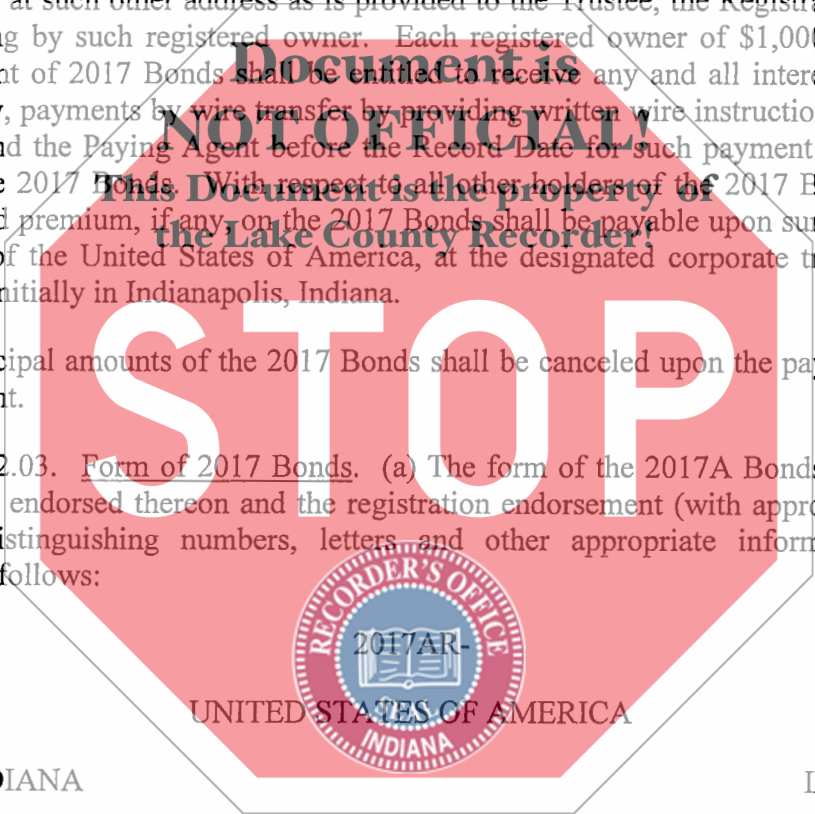 at such other address as is provided to the Trustee, the Registra
ng by such registered owner. Each registered owner of $1,000
nt of 2017 Bonds shall be entitled to receive any and all intere
y, payments by wire transfer by providing written wire instruction
nd the Paying Agent before the Record Date for such payment
e 2017 Bonds. With respect to all other holders of the 2017 B
d premium, if any, on the 2017 Bonds shall be payable upon sur
of the United States of America, at the designated corporate tr
nitially in Indianapolis, Indiana.
Document is
NOT OFFICIAL!
This Document is the property of
the Lake County Recorder!
STOP
cipal amounts of the 2017 Bonds shall be canceled upon the pay
nt.
2.03. Form of 2017 Bonds. (a) The form of the 2017A Bonds
endorsed thereon and the registration endorsement (with appro
istinguishing numbers, letters and other appropriate inform
follows:
RECORDER'S OFFICE
2017AR-
SEAL
UNITED STATES OF AMERICA
INDIANA
DIANA
L